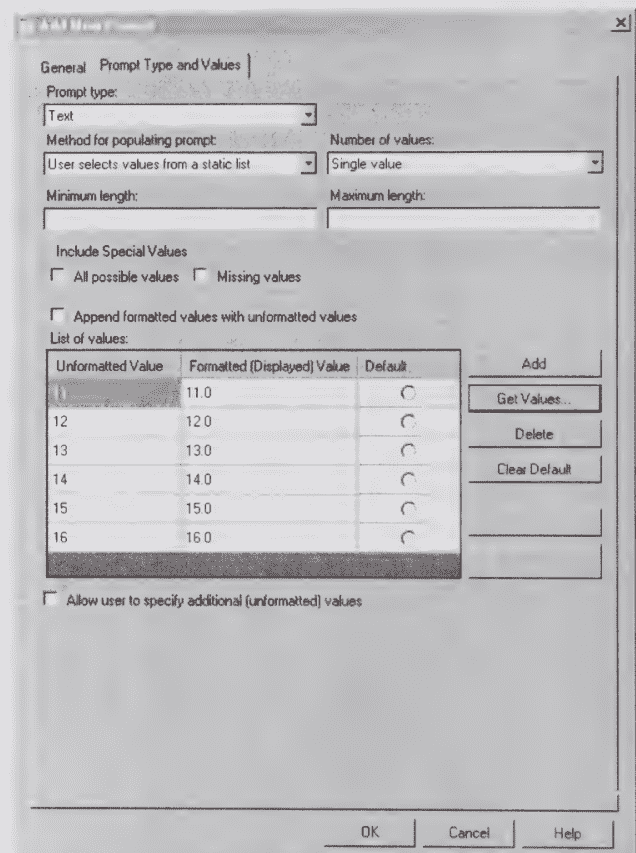 Add New Prompt
General Prompt Type and Values
Prompt type:
Text
Method for populating prompt: Number of values:
User selects values from a static list Single value
Minimum length: Maximum length:
Include Special Values
All possible values Missing values
Append formatted values with unformatted values
List of values:
Unformatted Value Formatted (Displayed) Value Default
11 11.0
12 12.0
13 13.0
14 14.0
15 15.0
16 16.0
Add
Get Values...
Delete
Clear Default
Allow user to specify additional (unformatted) values
OK Cancel Help